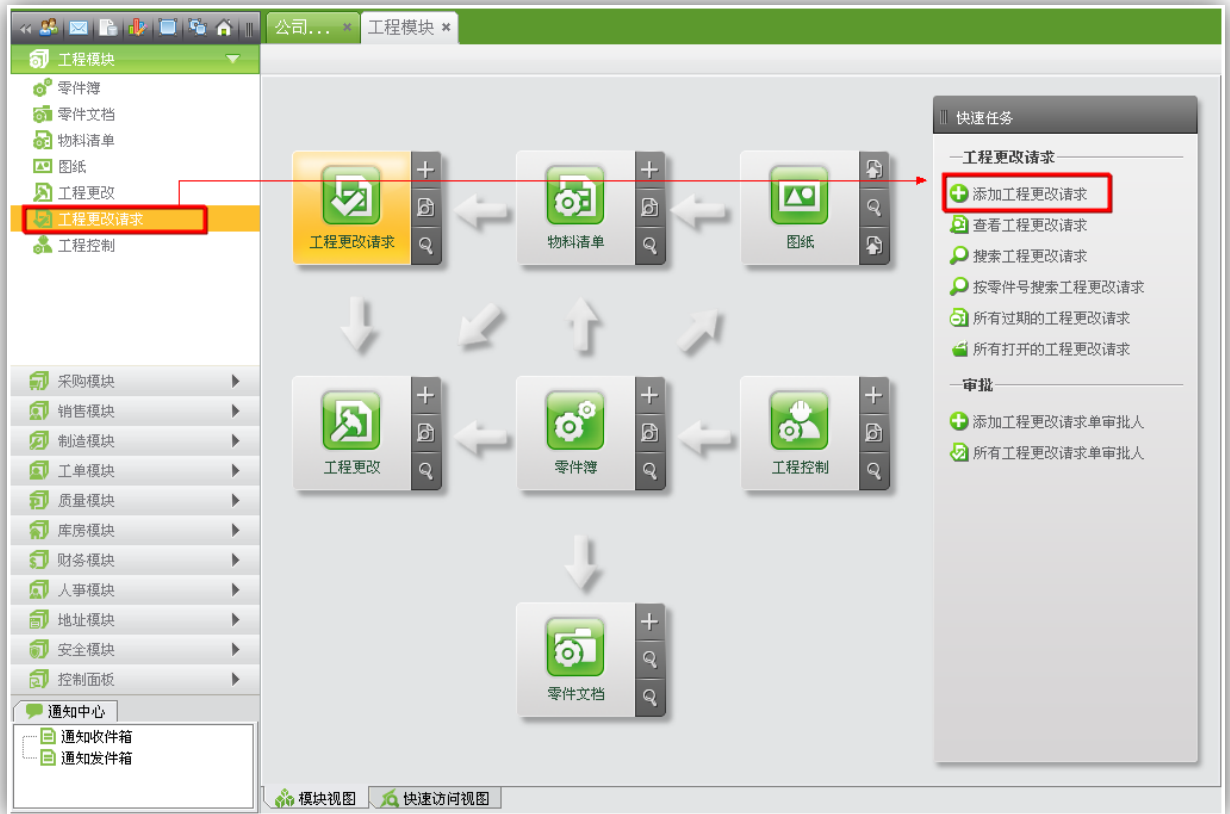 公司...
工程模块
工程模块
零件簿
零件文档
物料清单
图纸
工程更改
工程更改请求
工程控制
采购模块
销售模块
制造模块
工单模块
质量模块
库房模块
财务模块
人事模块
地址模块
安全模块
控制面板
通知中心
通知收件箱
通知发件箱
工程更改请求
物料清单
图纸
工程更改
零件簿
工程控制
零件文档
快速任务
工程更改请求
添加工程更改请求
查看工程更改请求
搜索工程更改请求
按零件号搜索工程更改请求
所有过期的工程更改请求
所有打开的工程更改请求
审批
添加工程更改请求单审批人
所有工程更改请求单审批人
模块视图
快速访问视图